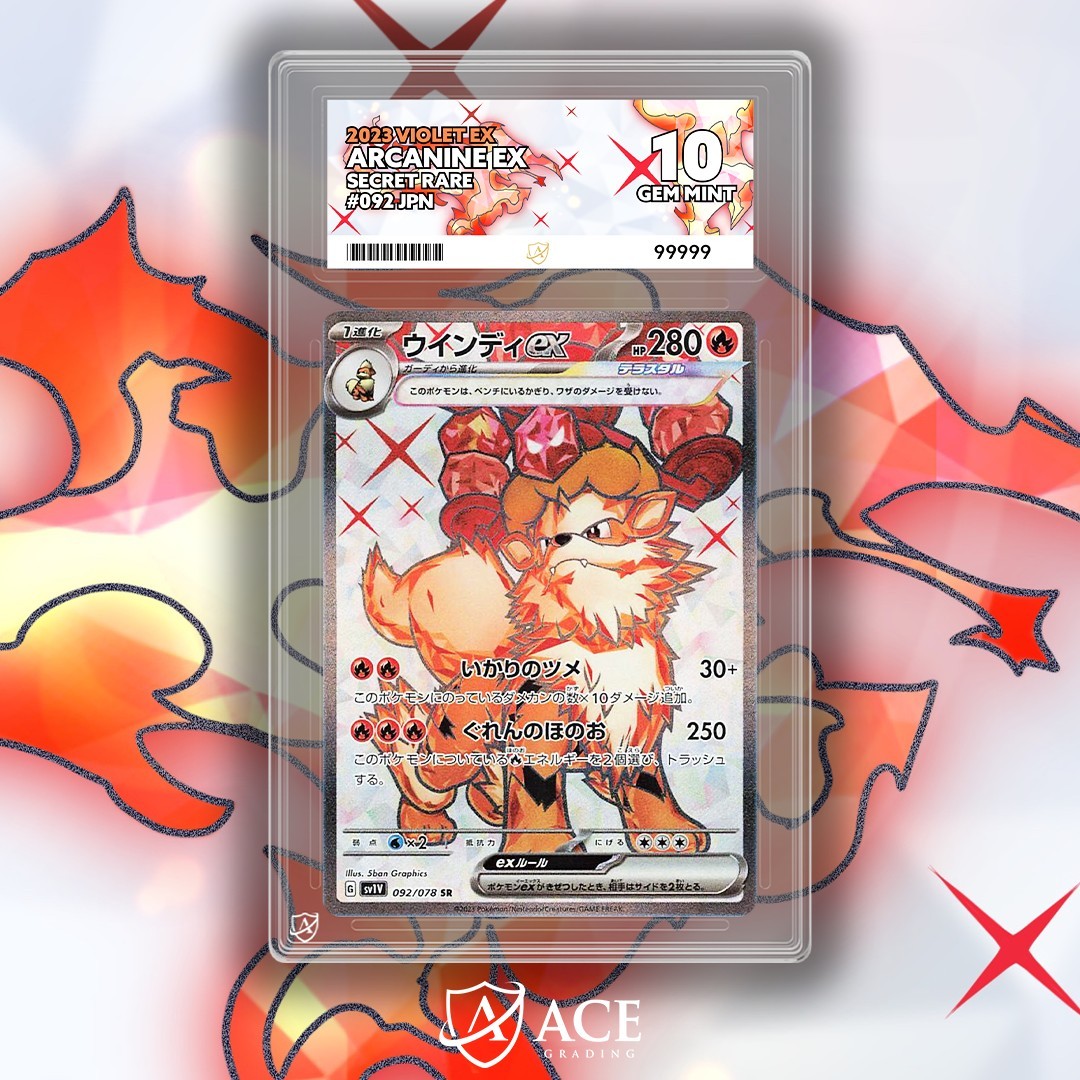 2023 VIOLET EX
ARCANINE EX
SECRET RARE
#092 JPN
10
GEM MINT
99999
1進化
ウインディex
HP 280
ガーディから進化
テラスタル
このポケモンは、ベンチにいるかぎり、ワザのダメージを受けない。
いかりのツメ 30+
このポケモンにのっているダメカンの数×10ダメージ追加。
ぐれんのほのお 250
このポケモンについているエネルギーを2個選び、トラッシュ
する。
弱点 ×2 抵抗力 にげる
exルール
ポケモンexがきぜつしたとき、相手はサイドを2枚とる。
Illus. 5ban Graphics
G sv1V 092/078 SR
©2023 Pokémon/Nintendo/Creatures/GAME FREAK.
ACE
GRADING